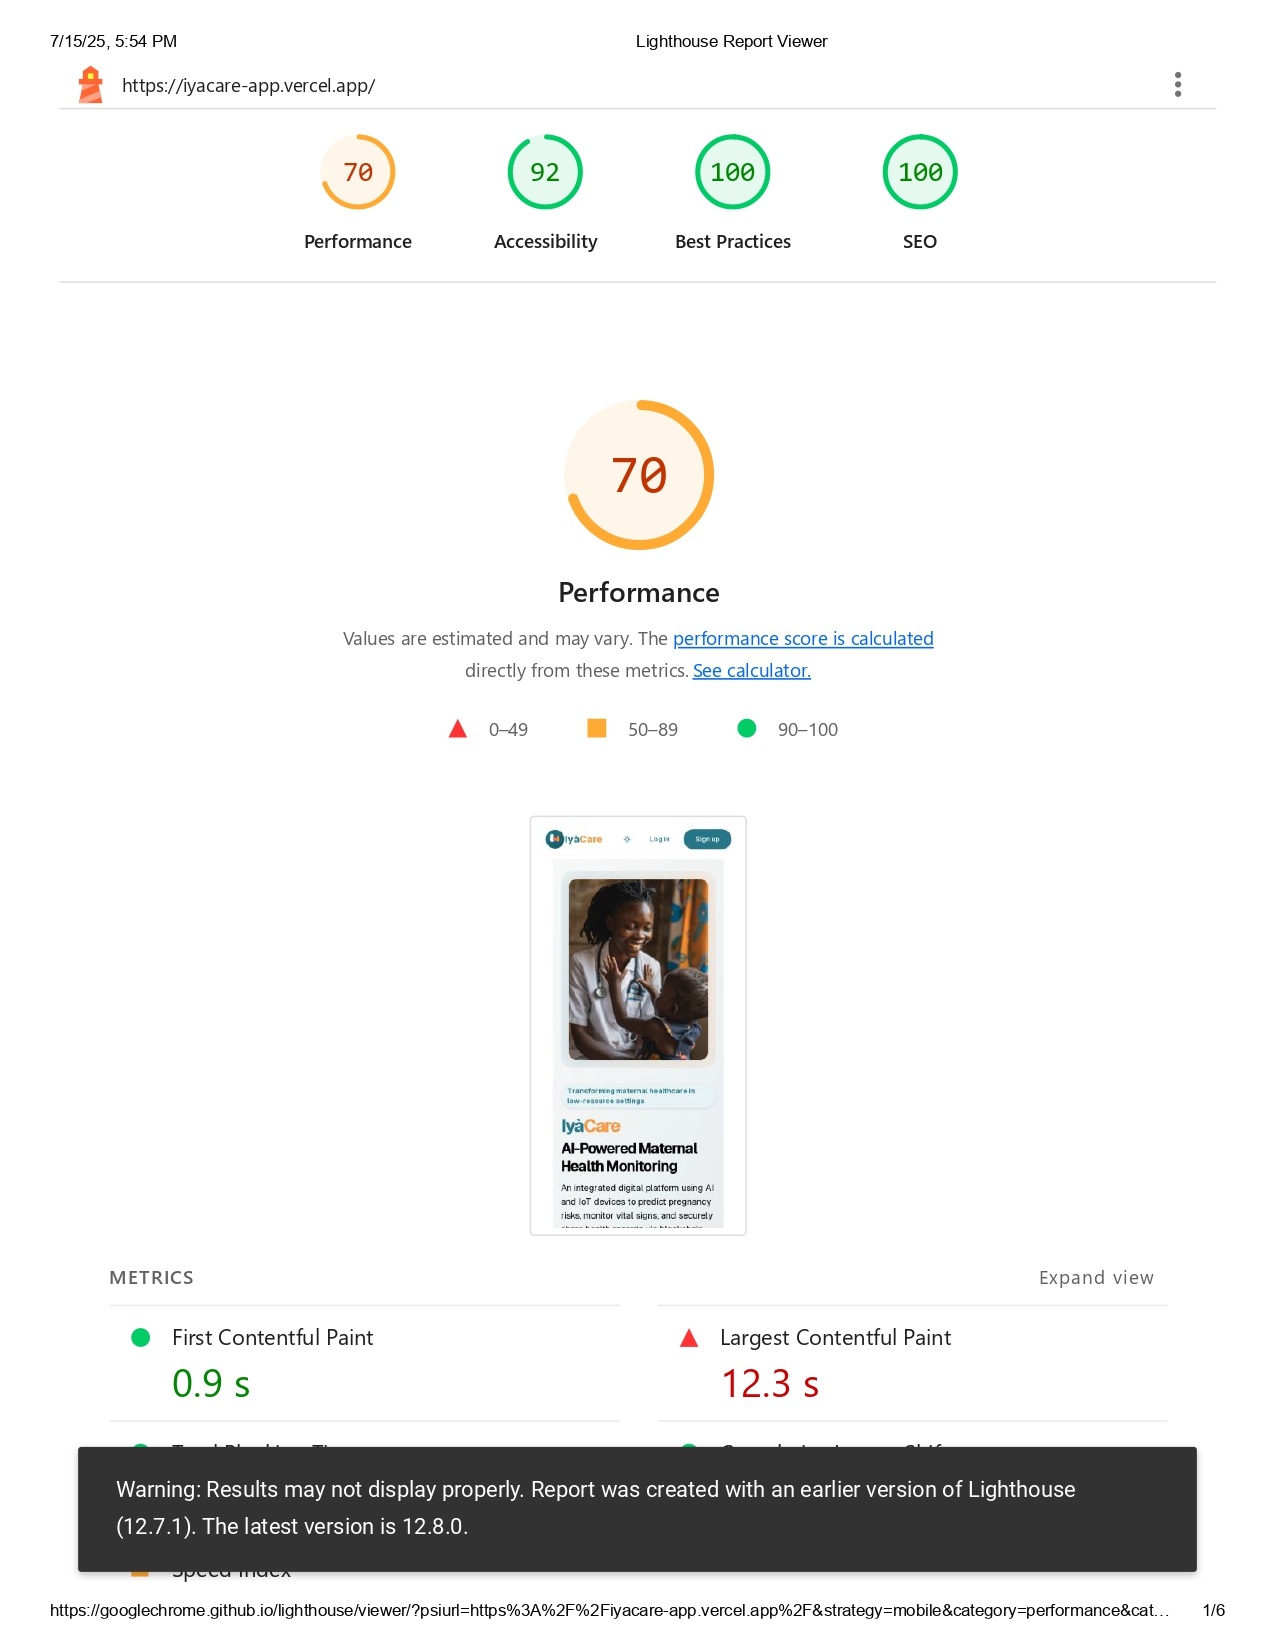 7/15/25, 5:54 PM
Lighthouse Report Viewer
https://iyacare-app.vercel.app/
70
92
100
100
Performance
Accessibility
Best Practices
SEO
70
Performance
Values are estimated and may vary. The performance score is calculated
directly from these metrics. See calculator.
0–49
50–89
90–100
IyàCare
Log in
Sign up
Transforming maternal healthcare in
low-resource settings
IyàCare
AI-Powered Maternal
Health Monitoring
An integrated digital platform using AI
and IoT devices to predict pregnancy
risks, monitor vital signs, and securely
METRICS
Expand view
First Contentful Paint
0.9 s
Largest Contentful Paint
12.3 s
Warning: Results may not display properly. Report was created with an earlier version of Lighthouse
(12.7.1). The latest version is 12.8.0.
Speed Index
https://googlechrome.github.io/lighthouse/viewer/?psiurl=https%3A%2F%2Fiyacare-app.vercel.app%2F&strategy=mobile&category=performance&cat…
1/6